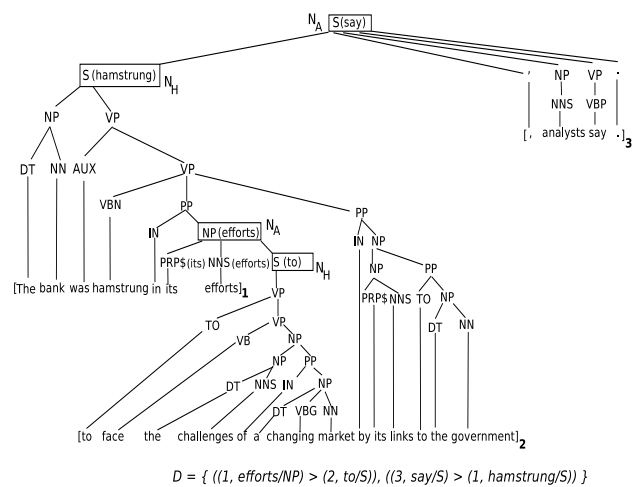 N_A S(say)
S(hamstrung) N_H , NP VP .
NNS VBP
NP VP [, analysts say .]3
DT NN AUX VP
VBN PP PP
IN NP(efforts) N_A IN NP
PRP$(its) NNS(efforts) S(to) N_H NP PP
[The bank was hamstrung in its efforts]1
VP PRP$ NNS TO NP
TO VP DT NN
VB NP
NP PP
DT NNS IN NP
DT VBG NN
[to face the challenges of a changing market by its links to the government]2
D = { ((1, efforts/NP) > (2, to/S)), ((3, say/S) > (1, hamstrung/S)) }